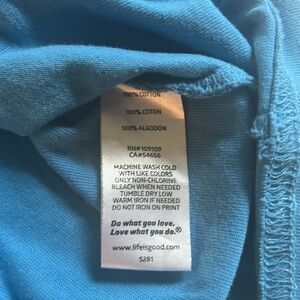 100% COTTON
100% COTON
100% ALGODÓN
RN#109109
CA#54656
MACHINE WASH COLD
WITH LIKE COLORS
ONLY NON-CHLORINE
BLEACH WHEN NEEDED
TUMBLE DRY LOW
WARM IRON IF NEEDED
DO NOT IRON ON PRINT
Do what you love.
Love what you do.®
www.lifeisgood.com
5281